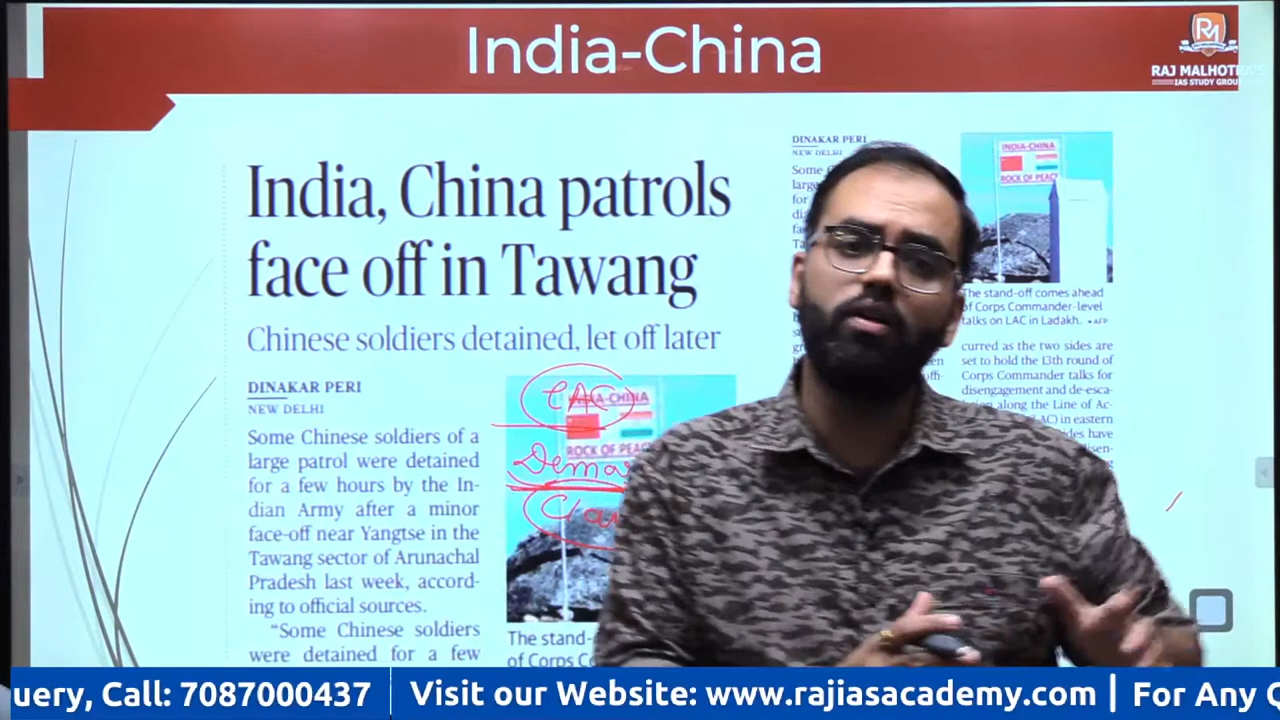 India-China
RM
RAJ MALHOTRA'S
IAS STUDY GROUP
India, China patrols
face off in Tawang
Chinese soldiers detained, let off later
DINAKAR PERI
NEW DELHI
Some Chinese soldiers of a
large patrol were detained
for a few hours by the In-
dian Army after a minor
face-off near Yangtse in the
Tawang sector of Arunachal
Pradesh last week, accord-
ing to official sources.
"Some Chinese soldiers
were detained for a few
INDIA-CHINA
ROCK OF PEACE
LAC
The stand-
of Corps
DINAKAR PERI
NEW DELHI
Some
INDIA-CHINA
ROCK OF PEACE
The stand-off comes ahead
of Corps Commander-level
talks on LAC in Ladakh. • AFP
curred as the two sides are
set to hold the 13th round of
Corps Commander talks for
disengagement and de-esca-
along the Line of Ac-
LAC) in eastern
have
uery, Call: 7087000437
Visit our Website: www.rajiasacademy.com
For Any